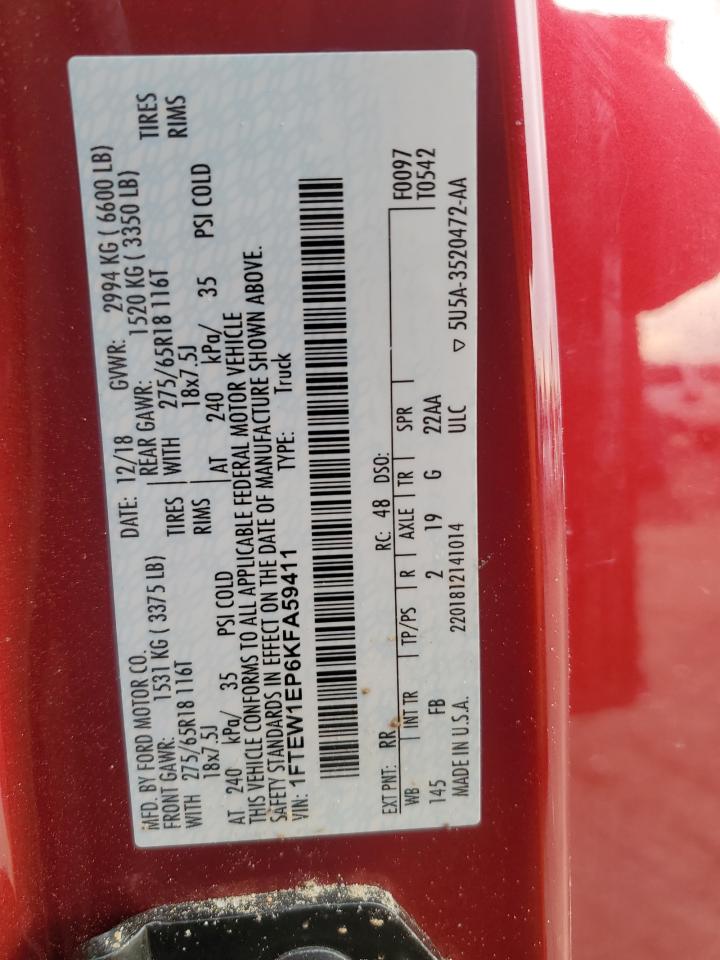 MFD. BY FORD MOTOR CO. DATE: 12/18 GVWR: 2994 KG ( 6600 LB)
FRONT GAWR: 1531 KG ( 3375 LB) REAR GAWR: 1520 KG ( 3350 LB)
WITH 275/65R18 116T TIRES WITH 275/65R18 116T TIRES
18x7.5J RIMS 18x7.5J RIMS
AT 240 kPa/ 35 PSI COLD AT 240 kPa/ 35 PSI COLD
THIS VEHICLE CONFORMS TO ALL APPLICABLE FEDERAL MOTOR VEHICLE
SAFETY STANDARDS IN EFFECT ON THE DATE OF MANUFACTURE SHOWN ABOVE.
VIN: 1FTEW1EP6KFA59411 TYPE: Truck
EXT PNT: RR RC: 48 DSO: F0097
WB INT TR TP/PS R AXLE TR SPR T0542
145 FB 2 19 G 22AA
MADE IN U.S.A. 2201812141014 ULC ▽ 5U5A-3520472-AA